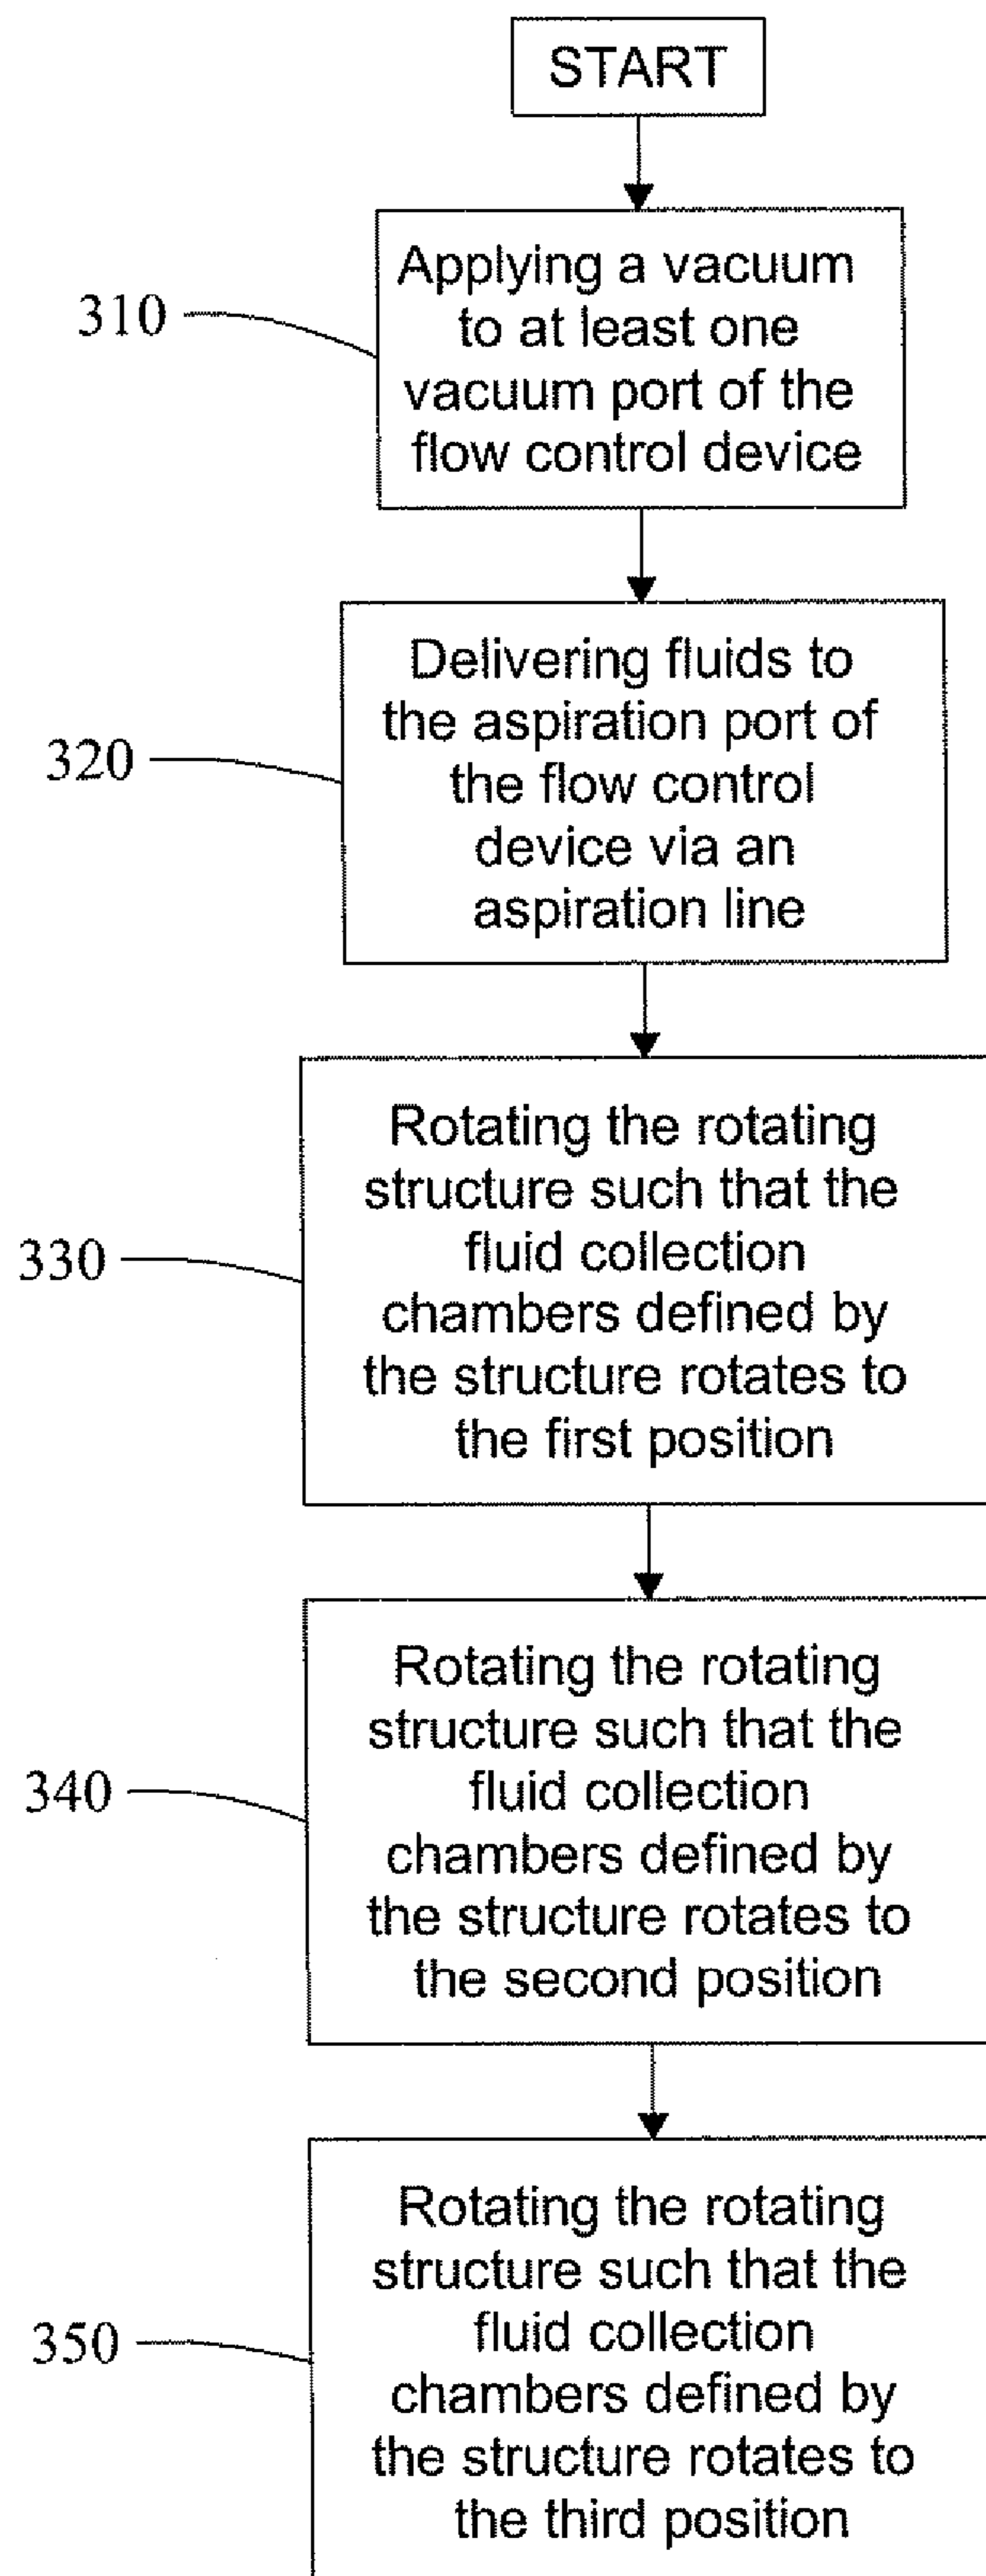 START
310
Applying a vacuum
to at least one
vacuum port of the
flow control device
320
Delivering fluids to
the aspiration port of
the flow control
device via an
aspiration line
330
Rotating the rotating
structure such that the
fluid collection
chambers defined by
the structure rotates to
the first position
340
Rotating the rotating
structure such that the
fluid collection
chambers defined by
the structure rotates to
the second position
350
Rotating the rotating
structure such that the
fluid collection
chambers defined by
the structure rotates to
the third position